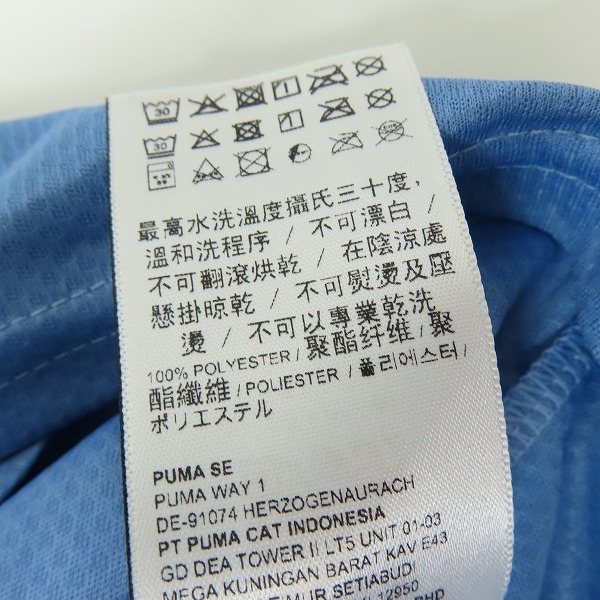 30
30
最高水洗溫度攝氏三十度,
溫和洗程序 / 不可漂白 /
不可翻滾烘乾 / 在陰涼處
懸掛晾乾 / 不可熨燙及壓
燙 / 不可以專業乾洗
100% POLYESTER / 聚酯纤维 / 聚
酯纖維 / POLIESTER / 폴리에스터 /
ポリエステル
PUMA SE
PUMA WAY 1
DE-91074 HERZOGENAURACH
PT PUMA CAT INDONESIA
GD DEA TOWER II LT5 UNIT 01-03
MEGA KUNINGAN BARAT KAV E43
SETIABUDI
12950
BHD